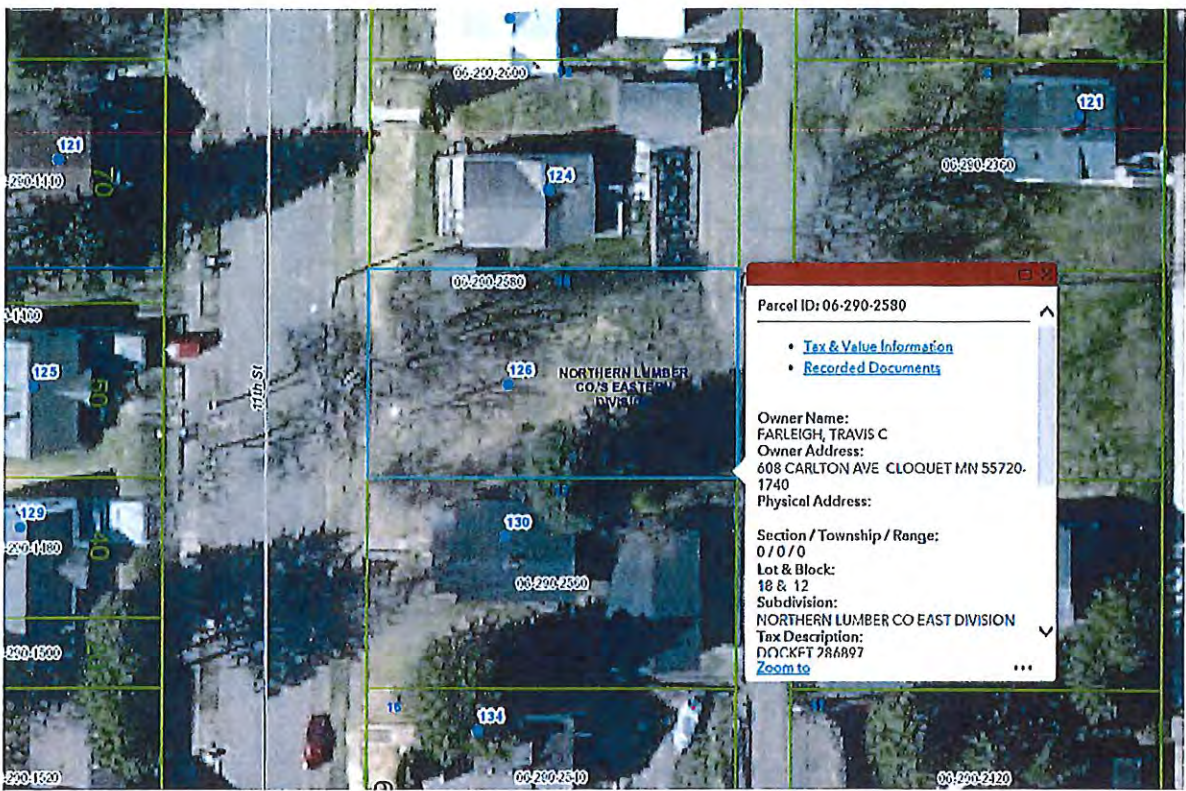 06-290-2600
121
124
121
06-290-2360
06-290-2580
Parcel ID: 06-290-2580
Tax & Value Information
Recorded Documents
125
11th St
126
NORTHERN LUMBER
CO.'S EASTERN
DIVISIO
Owner Name:
FARLEIGH, TRAVIS C
Owner Address:
608 CARLTON AVE CLOQUET MN 55720-
1740
Physical Address:
129
130
06-290-2560
Section / Township / Range:
0 / 0 / 0
Lot & Block:
18 & 12
Subdivision:
NORTHERN LUMBER CO EAST DIVISION
Tax Description:
DOCKET 286897
Zoom to
16
134
06-290-2540
06-290-2420